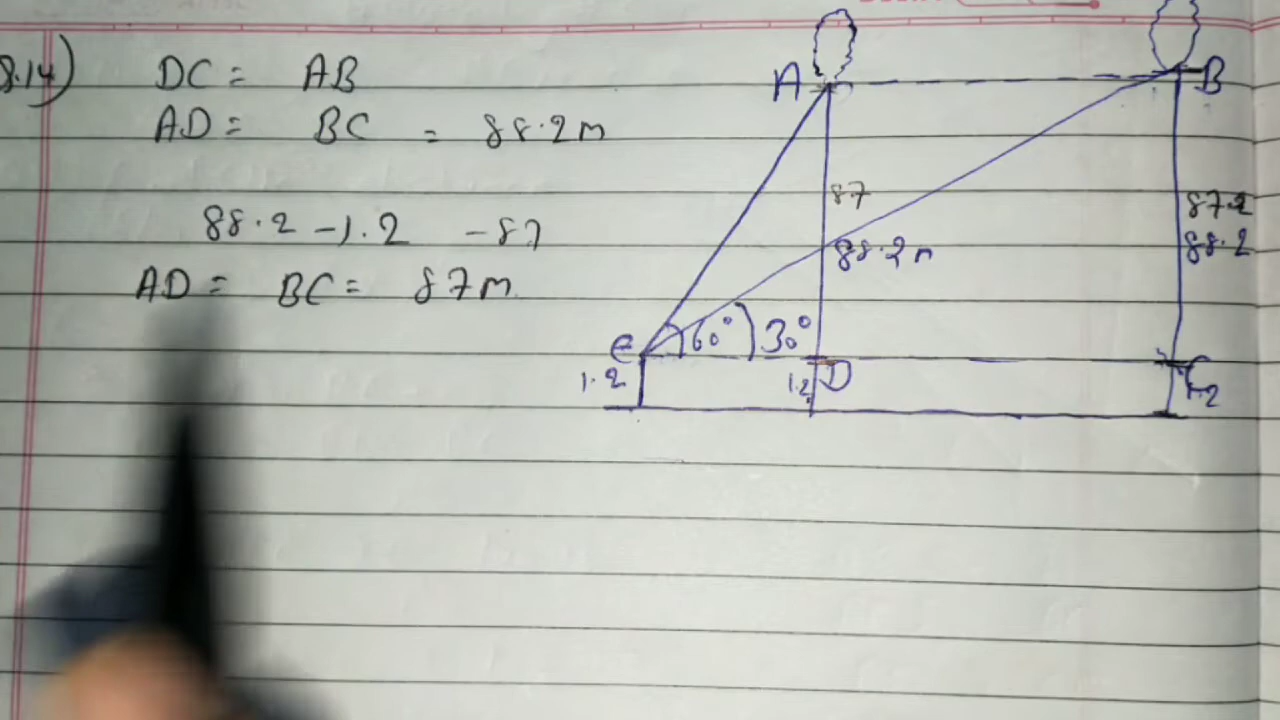 8.14) DC = AB
AD = BC = 88.2m
88.2 -1.2 -87
AD = BC = 87m.
A
B
87
88.2m
87.2
88.2
60°
30°
e
1.2
1.2
D
C
1.2